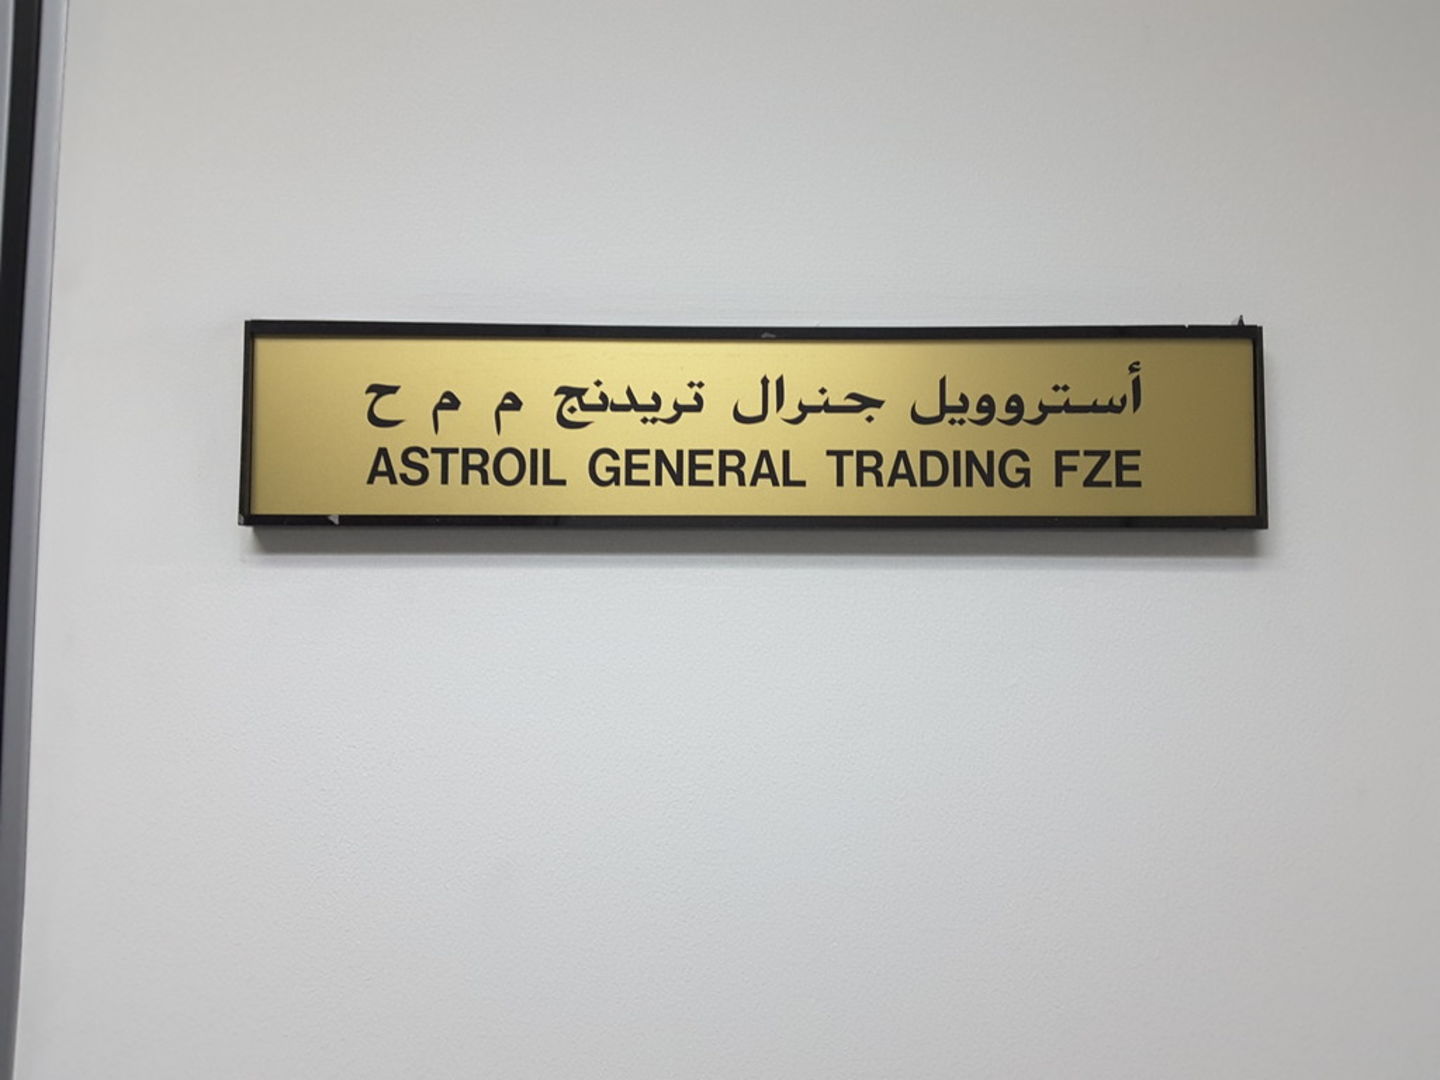 أستروويل جنرال تريدنج م م ح
ASTROIL GENERAL TRADING FZE